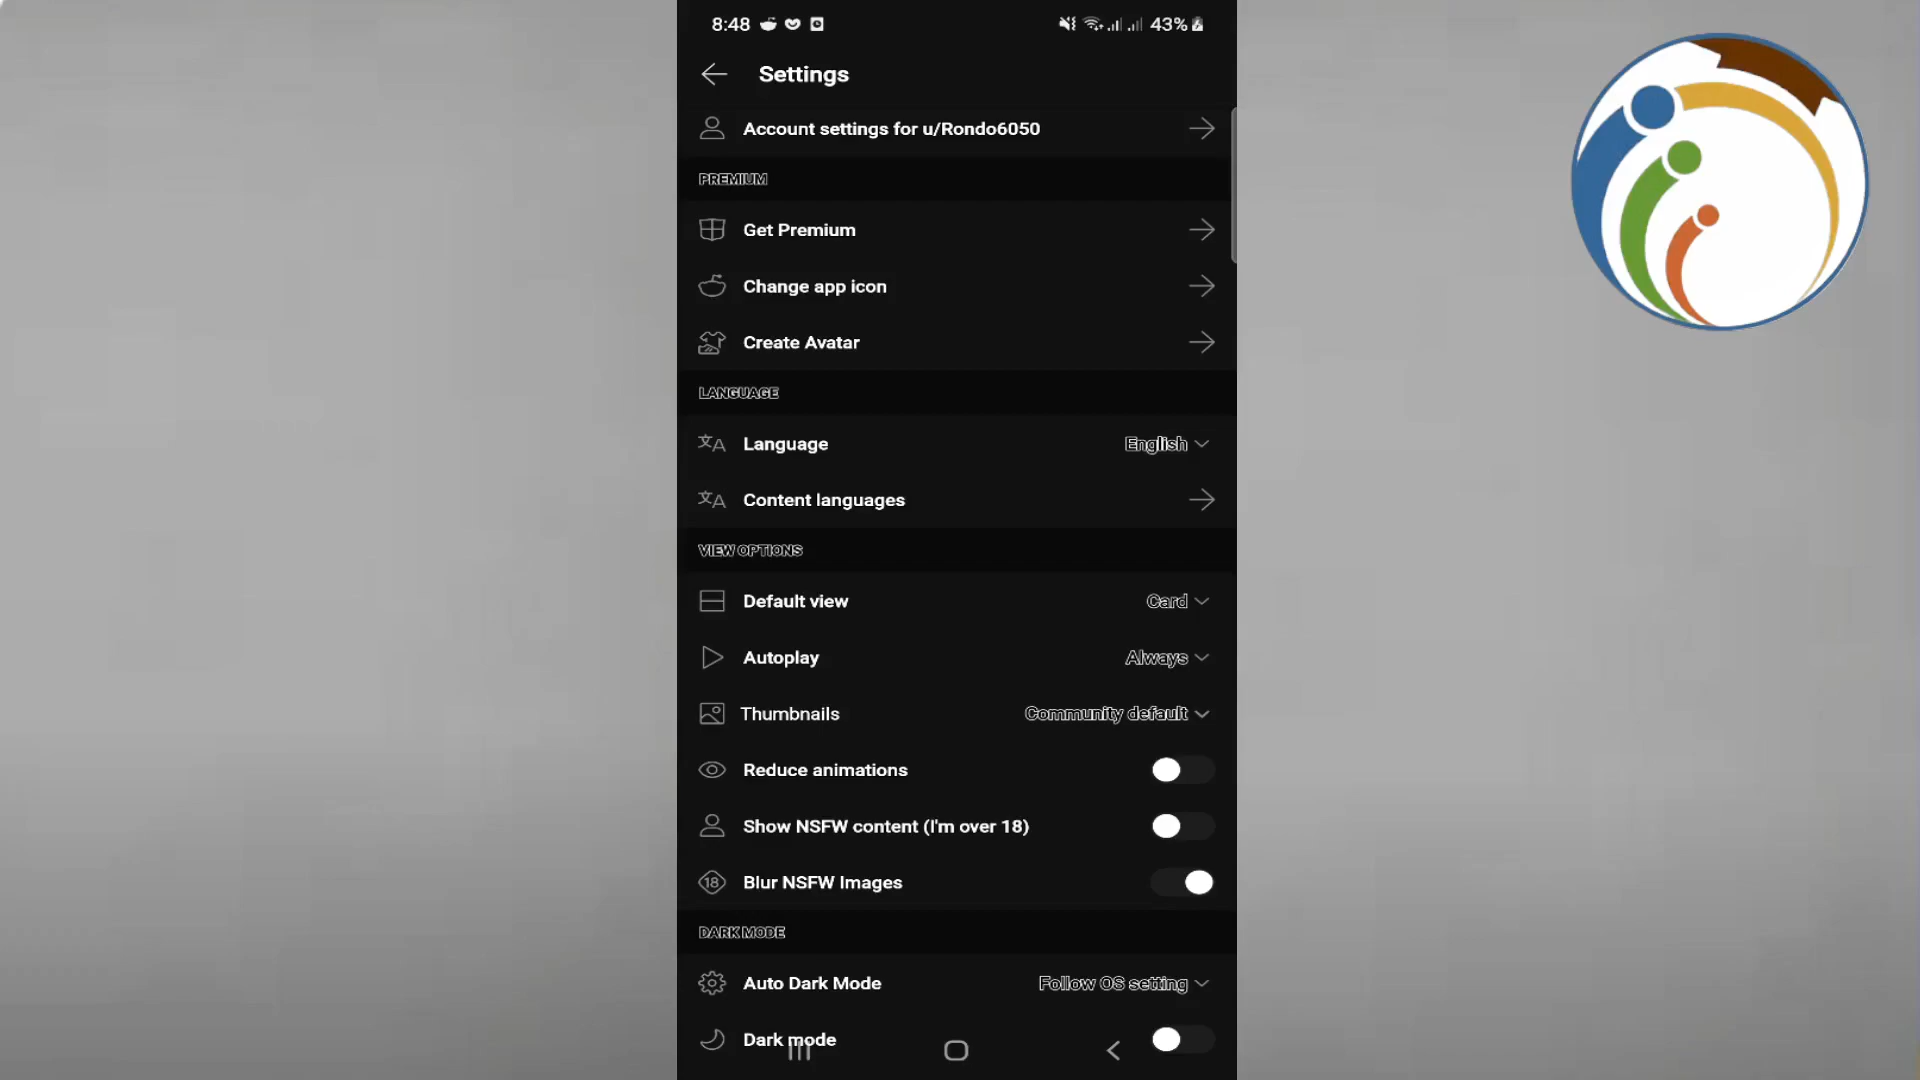 8:48 43%
Settings
Account settings for u/Rondo6050
PREMIUM
Get Premium
Change app icon
Create Avatar
LANGUAGE
Language English
Content languages
VIEW OPTIONS
Default view Card
Autoplay Always
Thumbnails Community default
Reduce animations
Show NSFW content (I'm over 18)
18 Blur NSFW Images
DARK MODE
Auto Dark Mode Follow OS setting
Dark mode